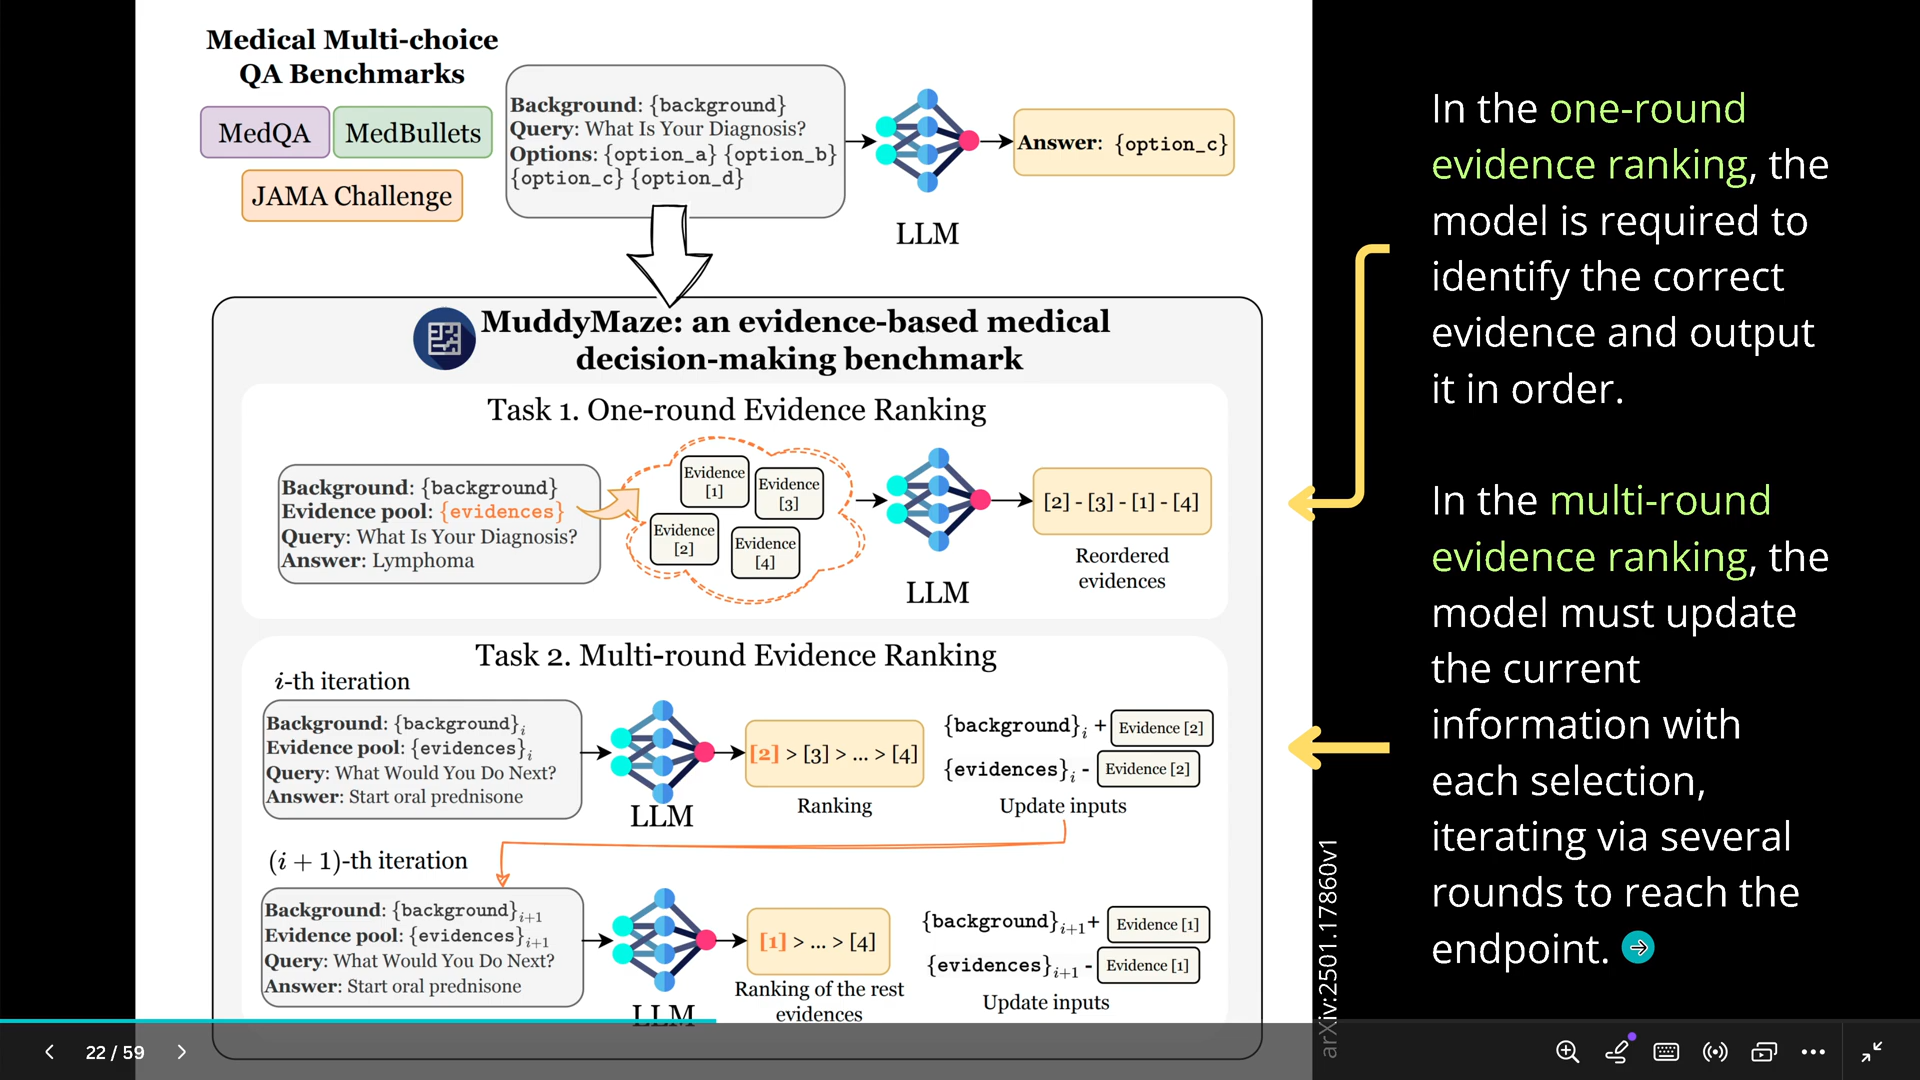 Medical Multi-choice
QA Benchmarks
MedQA
MedBullets
JAMA Challenge
Background: {background}
Query: What Is Your Diagnosis?
Options: {option_a} {option_b}
{option_c} {option_d}
LLM
Answer: {option_c}
MuddyMaze: an evidence-based medical
decision-making benchmark
Task 1. One-round Evidence Ranking
Background: {background}
Evidence pool: {evidences}
Query: What Is Your Diagnosis?
Answer: Lymphoma
Evidence
[1]
Evidence
[3]
Evidence
[2]
Evidence
[4]
LLM
[2] - [3] - [1] - [4]
Reordered
evidences
Task 2. Multi-round Evidence Ranking
i-th iteration
Background: {background}i
Evidence pool: {evidences}i
Query: What Would You Do Next?
Answer: Start oral prednisone
LLM
[2] > [3] > ... > [4]
Ranking
{background}i + Evidence [2]
{evidences}i - Evidence [2]
Update inputs
(i + 1)-th iteration
Background: {background}i+1
Evidence pool: {evidences}i+1
Query: What Would You Do Next?
Answer: Start oral prednisone
LLM
[1] > ... > [4]
Ranking of the rest
evidences
{background}i+1+ Evidence [1]
{evidences}i+1 - Evidence [1]
Update inputs
arXiv:2501.17860v1
In the one-round
evidence ranking, the
model is required to
identify the correct
evidence and output
it in order.
In the multi-round
evidence ranking, the
model must update
the current
information with
each selection,
iterating via several
rounds to reach the
endpoint.
22 / 59